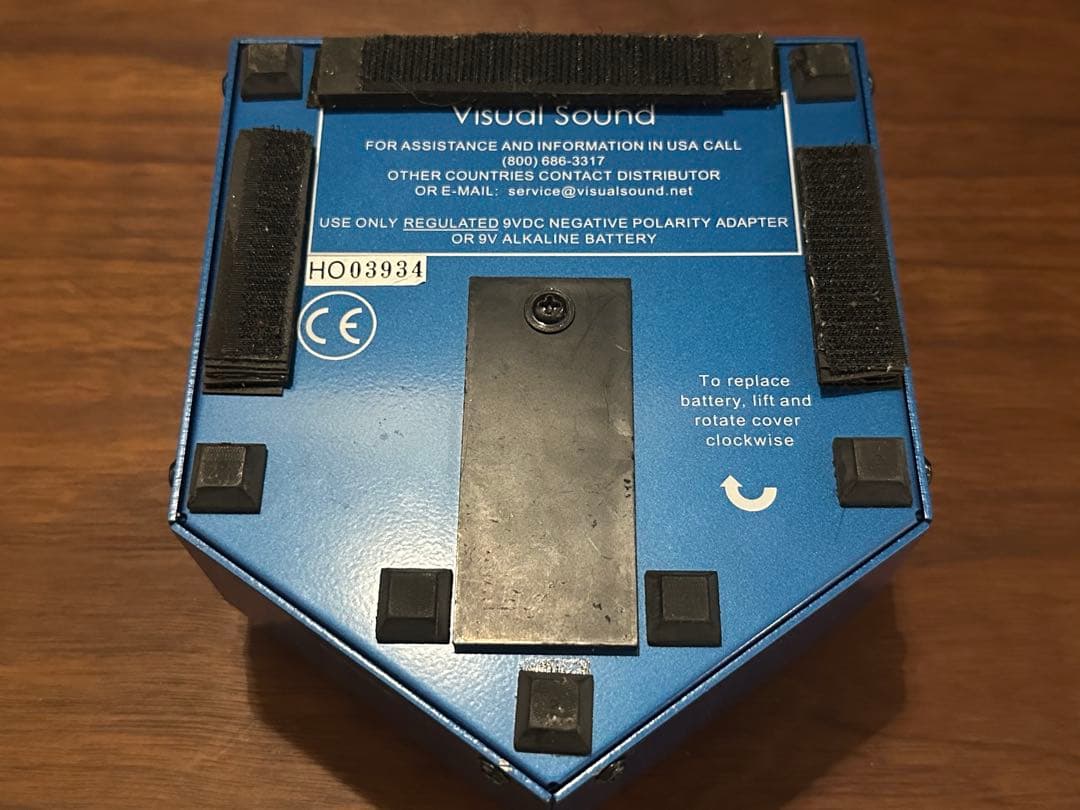 Visual Sound
FOR ASSISTANCE AND INFORMATION IN USA CALL
(800) 686-3317
OTHER COUNTRIES CONTACT DISTRIBUTOR
OR E-MAIL: service@visualsound.net
USE ONLY REGULATED 9VDC NEGATIVE POLARITY ADAPTER
OR 9V ALKALINE BATTERY
HO03934
CE
To replace
battery, lift and
rotate cover
clockwise